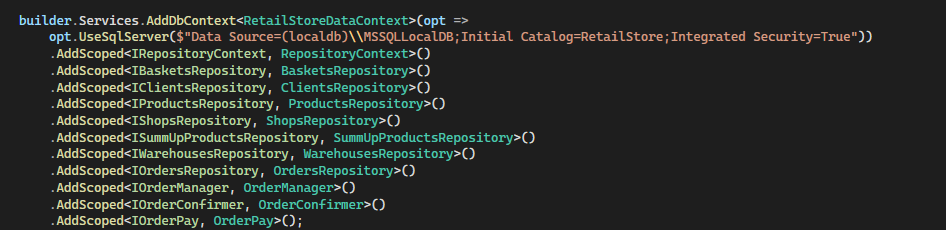 builder.Services.AddDbContext<RetailStoreDataContext>(opt =>
opt.UseSqlServer($"Data Source=(localdb)\\MSSQLLocalDB;Initial Catalog=RetailStore;Integrated Security=True"))
.AddScoped<IRepositoryContext, RepositoryContext>()
.AddScoped<IBasketsRepository, BasketsRepository>()
.AddScoped<IClientsRepository, ClientsRepository>()
.AddScoped<IProductsRepository, ProductsRepository>()
.AddScoped<IShopsRepository, ShopsRepository>()
.AddScoped<ISummUpProductsRepository, SummUpProductsRepository>()
.AddScoped<IWarehousesRepository, WarehousesRepository>()
.AddScoped<IOrdersRepository, OrdersRepository>()
.AddScoped<IOrderManager, OrderManager>()
.AddScoped<IOrderConfirmer, OrderConfirmer>()
.AddScoped<IOrderPay, OrderPay>();